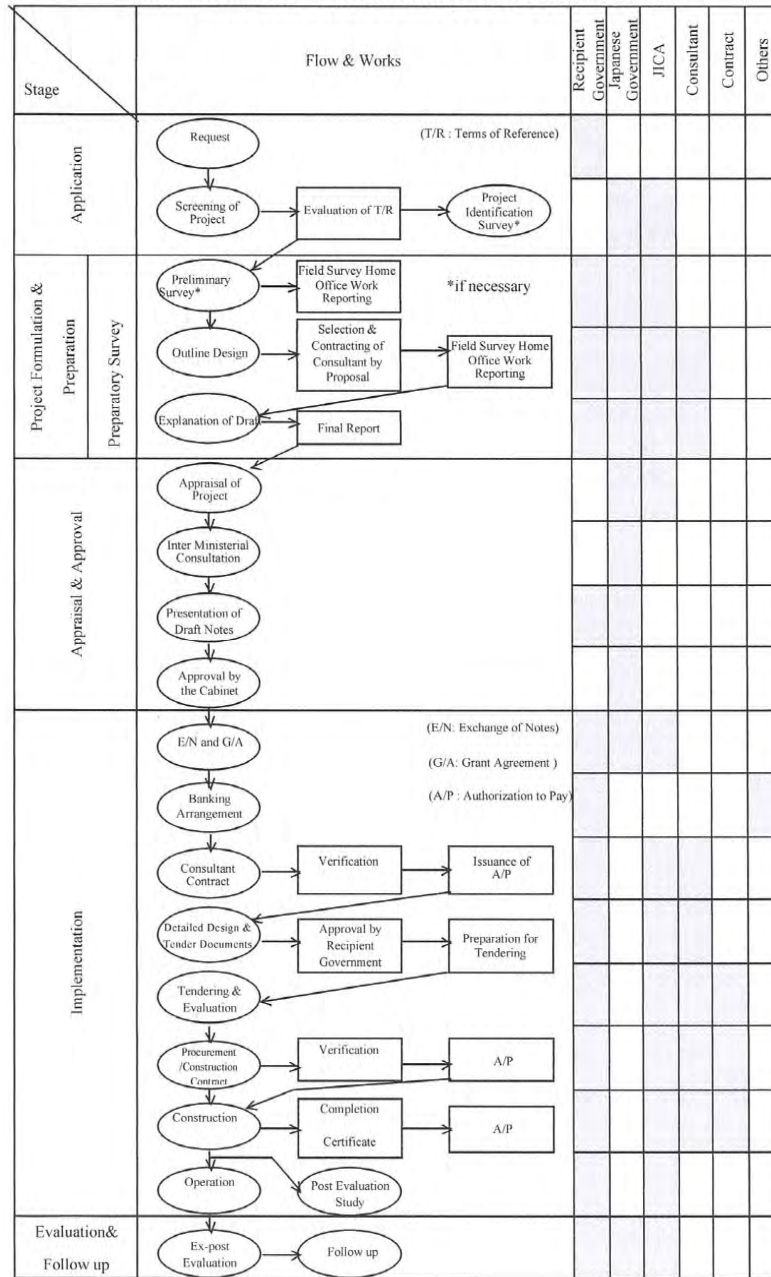 Stage
Flow & Works
Recipient
Government
Japanese
Government
JICA
Consultant
Contract
Others
Application
Request
(T/R : Terms of Reference)
Screening of
Project
Evaluation of T/R
Project
Identification
Survey*
Project Formulation &
Preparation
Preparatory Survey
Preliminary
Survey*
Field Survey Home
Office Work
Reporting
*if necessary
Outline Design
Selection &
Contracting of
Consultant by
Proposal
Field Survey Home
Office Work
Reporting
Explanation of Draft
Final Report
Appraisal & Approval
Appraisal of
Project
Inter Ministerial
Consultation
Presentation of
Draft Notes
Approval by
the Cabinet
Implementation
E/N and G/A
(E/N: Exchange of Notes)
(G/A: Grant Agreement )
(A/P : Authorization to Pay)
Banking
Arrangement
Consultant
Contract
Verification
Issuance of
A/P
Detailed Design &
Tender Documents
Approval by
Recipient
Government
Preparation for
Tendering
Tendering &
Evaluation
Procurement
/Construction
Contract
Verification
A/P
Construction
Completion
Certificate
A/P
Operation
Post Evaluation
Study
Evaluation&
Follow up
Ex-post
Evaluation
Follow up